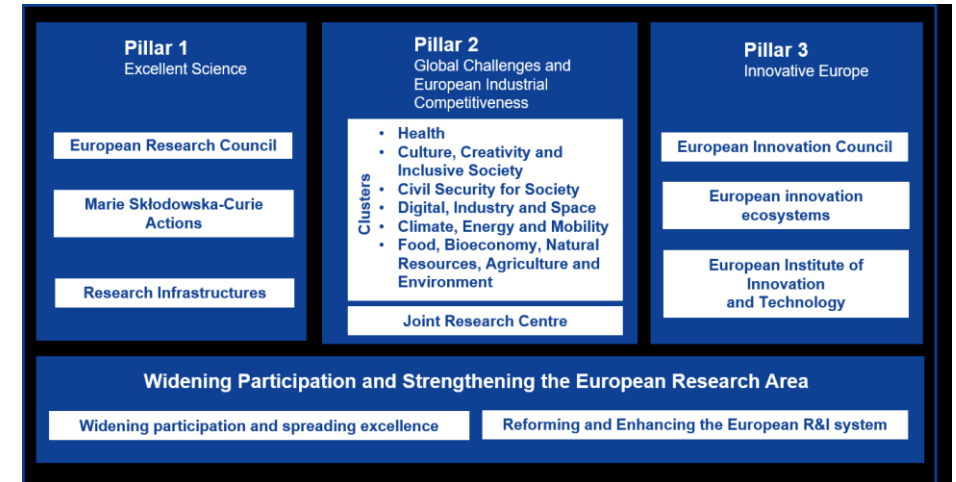 Pillar 1
Excellent Science
European Research Council
Marie Skłodowska-Curie
Actions
Research Infrastructures
Pillar 2
Global Challenges and
European Industrial
Competitiveness
Clusters
• Health
• Culture, Creativity and
Inclusive Society
• Civil Security for Society
• Digital, Industry and Space
• Climate, Energy and Mobility
• Food, Bioeconomy, Natural
Resources, Agriculture and
Environment
Joint Research Centre
Pillar 3
Innovative Europe
European Innovation Council
European innovation
ecosystems
European Institute of
Innovation
and Technology
Widening Participation and Strengthening the European Research Area
Widening participation and spreading excellence
Reforming and Enhancing the European R&I system